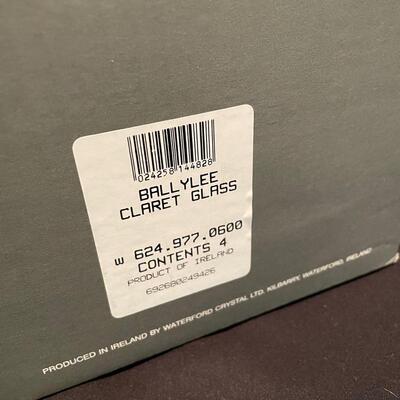 024258 144828
BALLYLEE
CLARET GLASS
W 624.977.0600
CONTENTS 4
PRODUCT OF IRELAND
692680249426
PRODUCED IN IRELAND BY WATERFORD CRYSTAL LTD, KILBARRY, WATERFORD, IRELAND